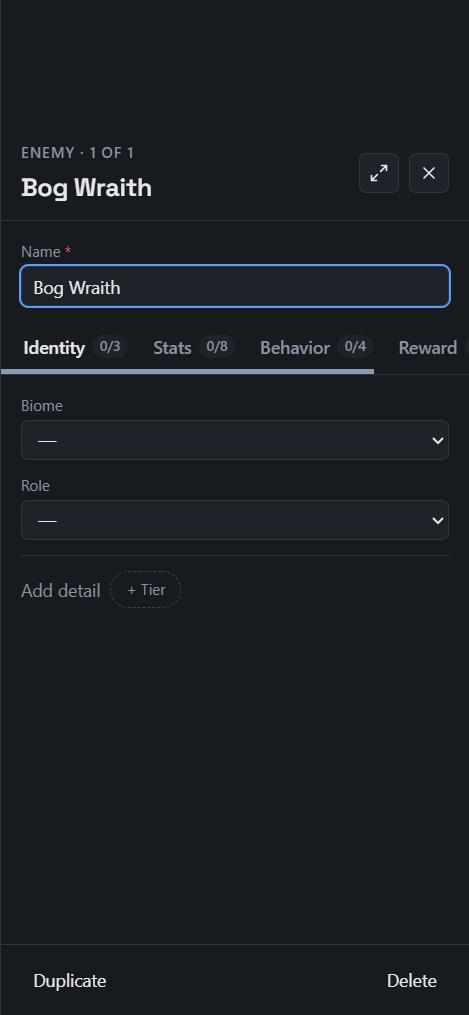 ENEMY · 1 OF 1
Bog Wraith
Name *
Bog Wraith
Identity 0/3 Stats 0/8 Behavior 0/4 Reward
Biome
—
Role
—
Add detail + Tier
Duplicate Delete